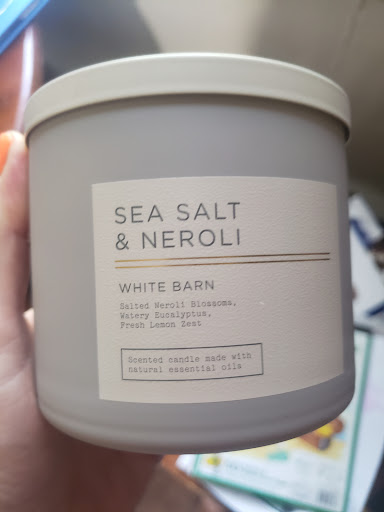 SEA SALT
& NEROLI
WHITE BARN
Salted Neroli Blossoms,
Watery Eucalyptus,
Fresh Lemon Zest
Scented candle made with
natural essential oils